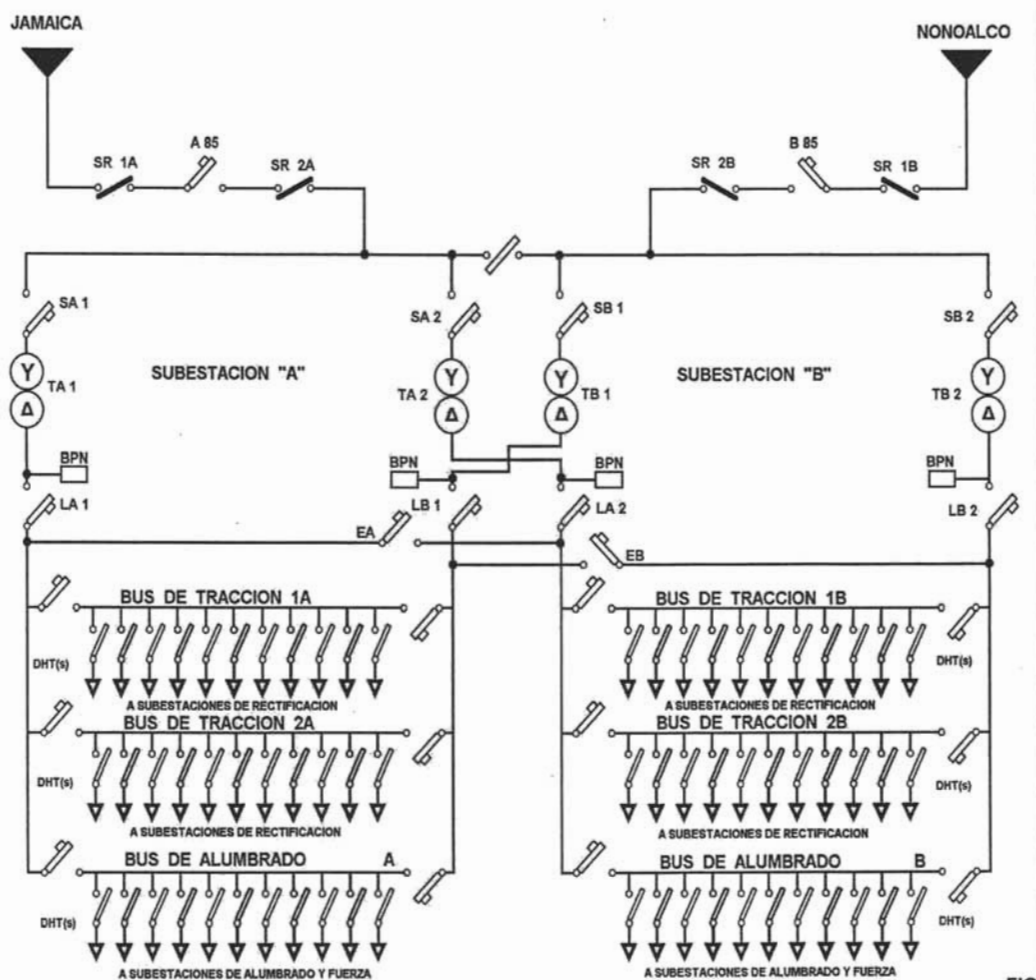 JAMAICA
NONOALCO
A 85
B 85
SR 1A
SR 2A
SR 2B
SR 1B
SA 1
SA 2
SB 1
SB 2
Y
Δ
TA 1
SUBESTACION "A"
Y
Δ
TA 2
Y
Δ
TB 1
SUBESTACION "B"
Y
Δ
TB 2
BPN
BPN
BPN
BPN
LA 1
LB 1
LA 2
LB 2
EA
EB
BUS DE TRACCION 1A
BUS DE TRACCION 1B
DHT(s)
DHT(s)
A SUBESTACIONES DE RECTIFICACION
A SUBESTACIONES DE RECTIFICACION
BUS DE TRACCION 2A
BUS DE TRACCION 2B
DHT(s)
DHT(s)
A SUBESTACIONES DE RECTIFICACION
A SUBESTACIONES DE RECTIFICACION
BUS DE ALUMBRADO A
BUS DE ALUMBRADO B
DHT(s)
DHT(s)
A SUBESTACIONES DE ALUMBRADO Y FUERZA
A SUBESTACIONES DE ALUMBRADO Y FUERZA